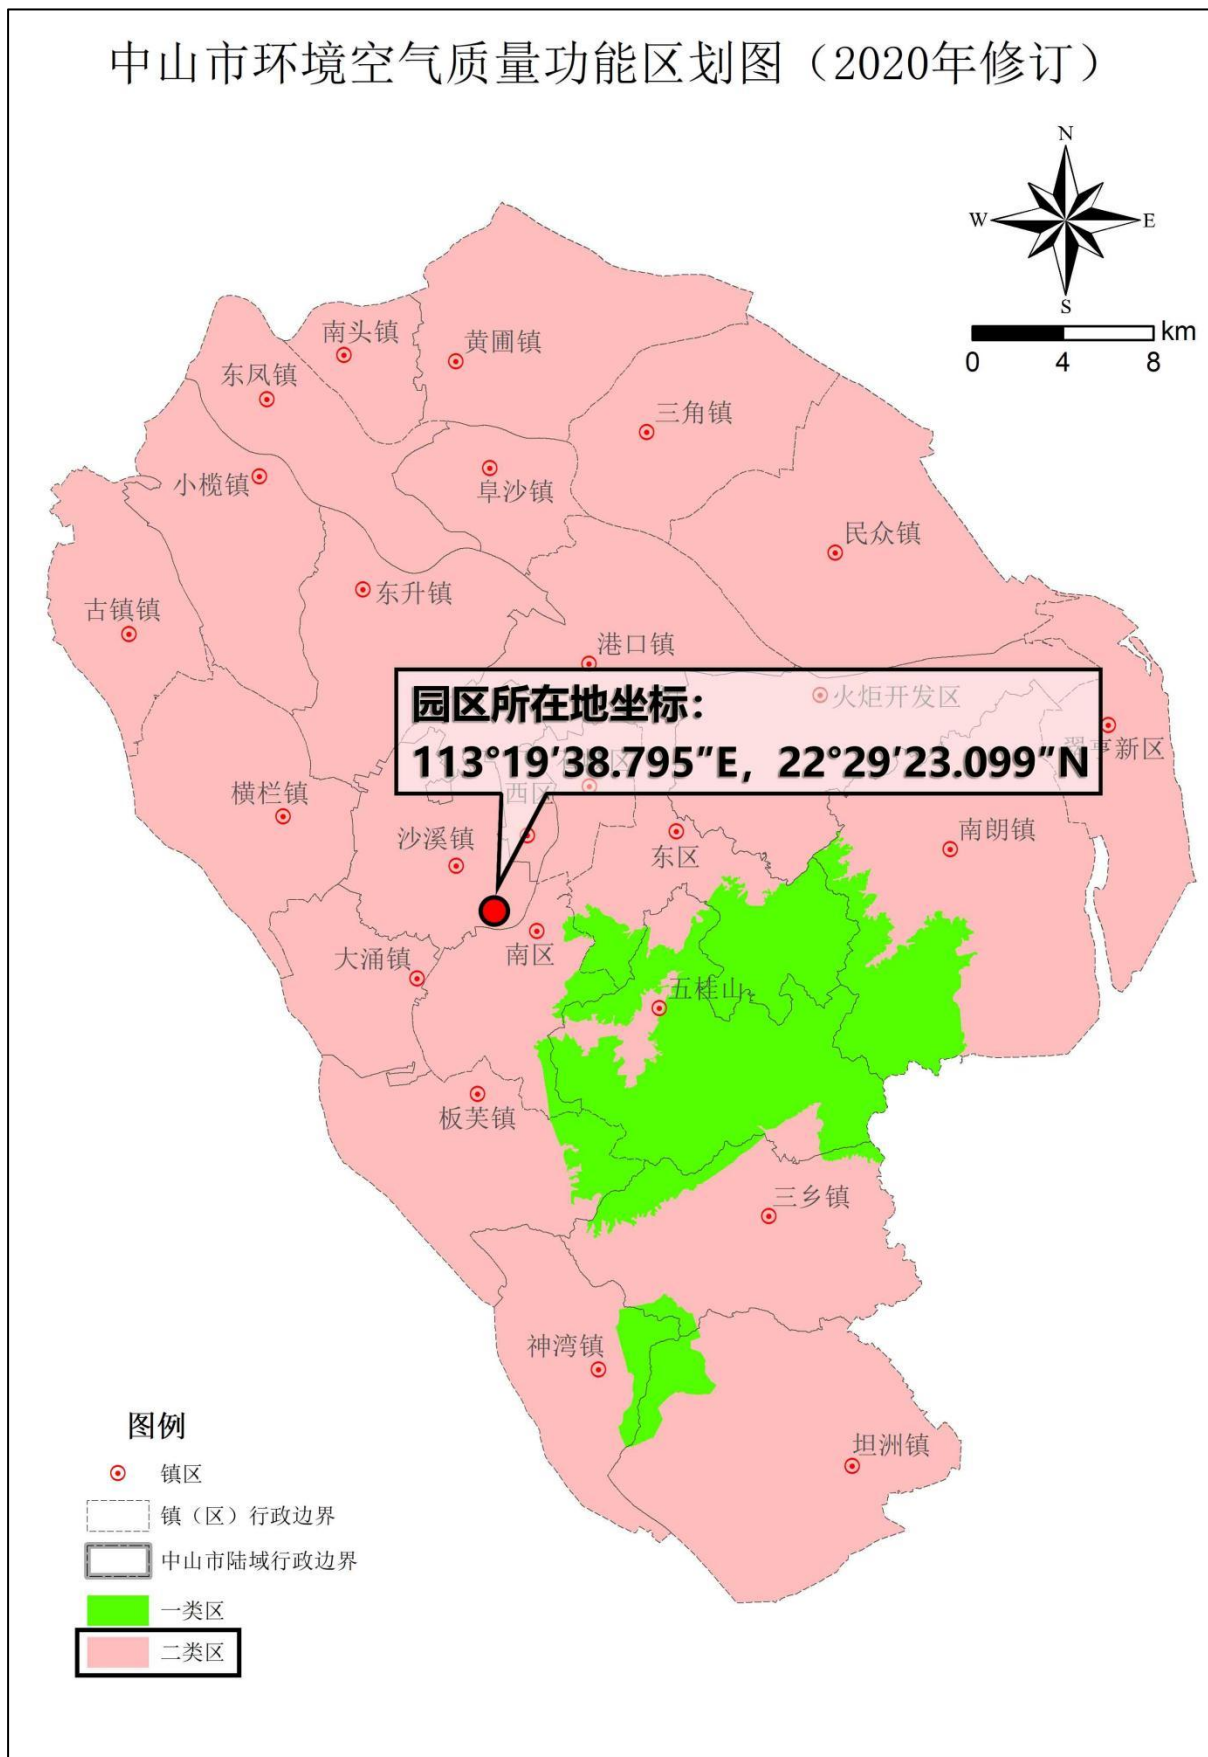 中山市环境空气质量功能区划图（2020年修订）
N
W
E
S
km
0 4 8
南头镇
黄圃镇
东凤镇
三角镇
小榄镇
阜沙镇
民众镇
东升镇
古镇镇
港口镇
园区所在地坐标：
113°19′38.795″E，22°29′23.099″N
火炬开发区
翠亨新区
区
西区
横栏镇
沙溪镇
东区
南朗镇
大涌镇
南区
五桂山
板芙镇
三乡镇
神湾镇
坦洲镇
图例
镇区
镇（区）行政边界
中山市陆域行政边界
一类区
二类区